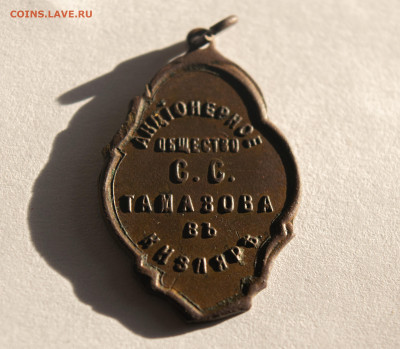 COINS.LAVE.RU
АКЦІОНЕРНОЕ
ОБЩЕСТВО
С. С.
ТАМАЗОВА
ВЪ
КИЗЛЯРѢ